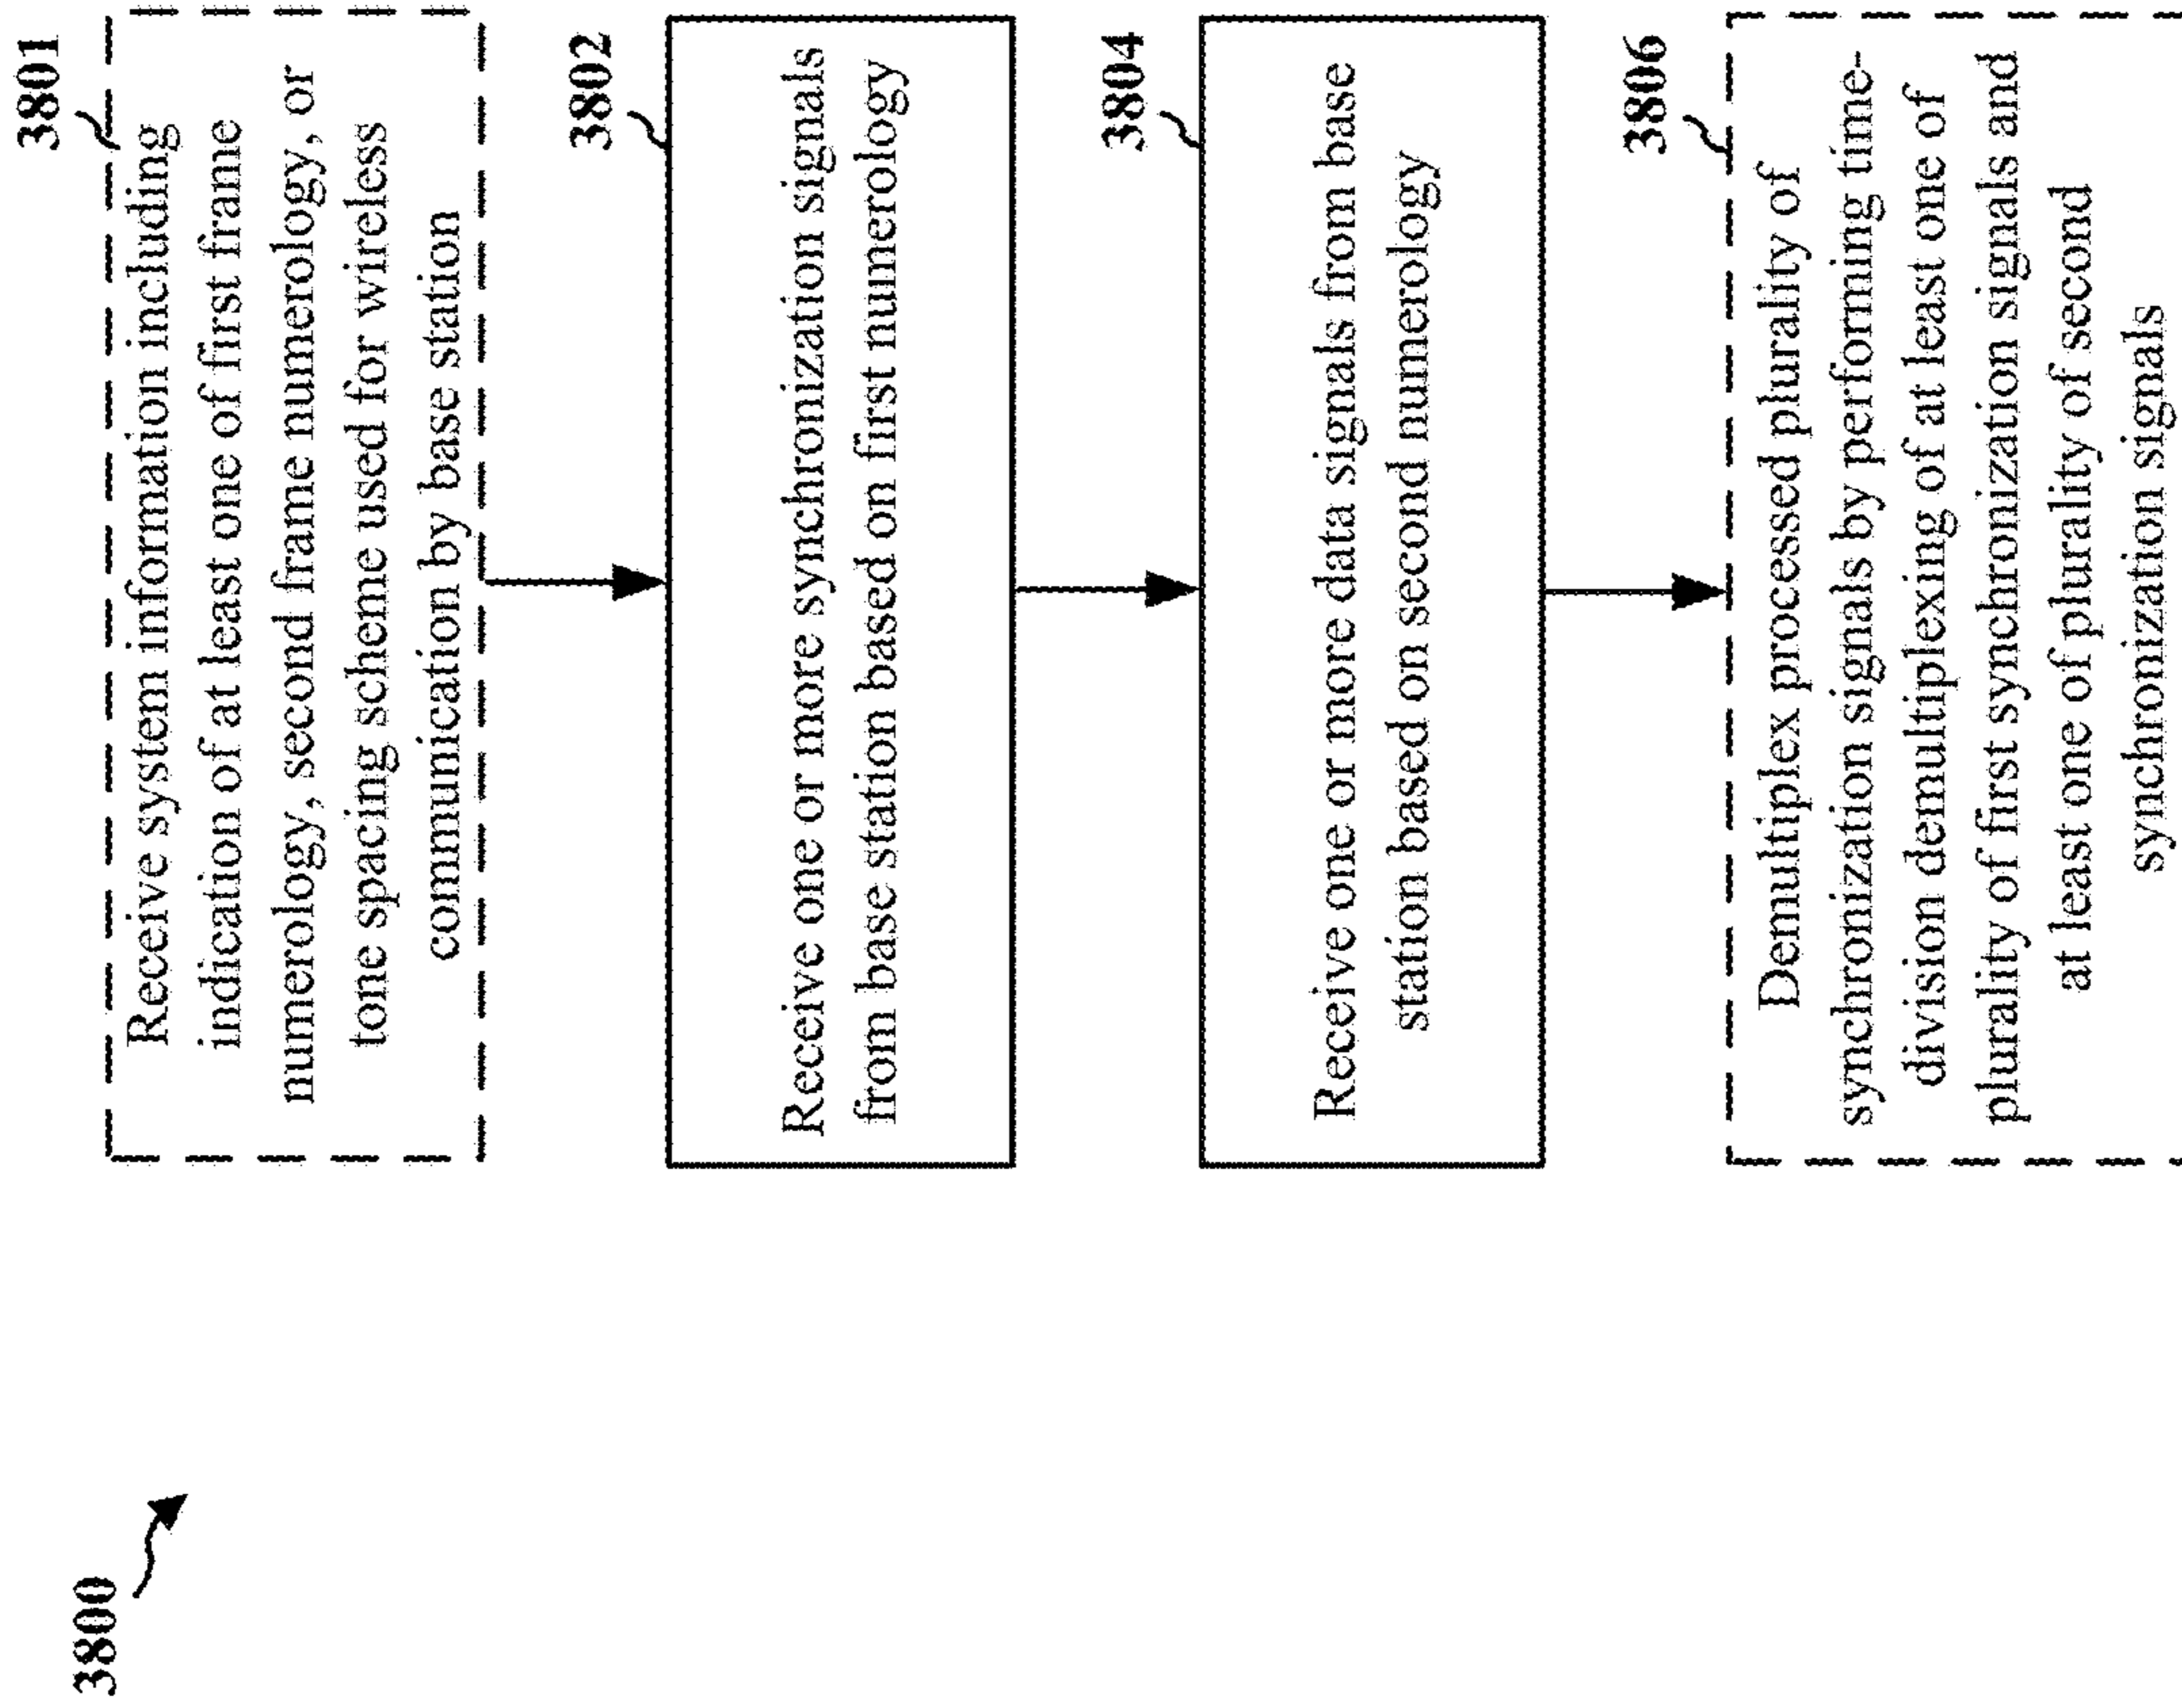 3800
3801
Receive system information including
indication of at least one of first frame
numerology, second frame numerology, or
tone spacing scheme used for wireless
communication by base station
3802
Receive one or more synchronization signals
from base station based on first numerology
3804
Receive one or more data signals from base
station based on second numerology
3806
Demultiplex processed plurality of
synchronization signals by performing time-
division demultiplexing of at least one of
plurality of first synchronization signals and
at least one of plurality of second
synchronization signals